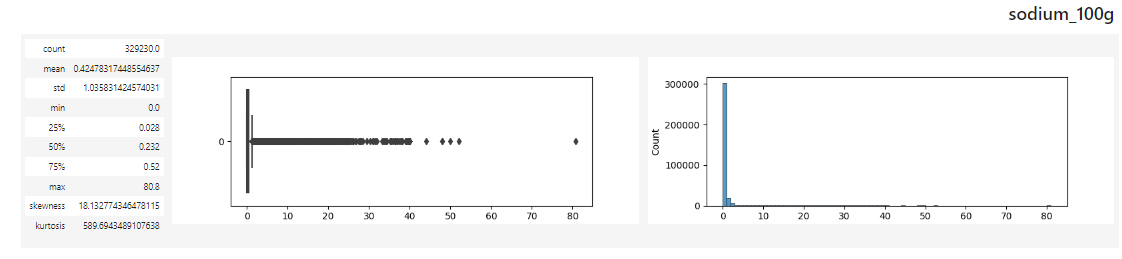 sodium_100g
count 329230.0
mean 0.42478317448554637
std 1.035831424574031
min 0.0
25% 0.028
50% 0.232
75% 0.52
max 80.8
skewness 18.132774346478115
kurtosis 589.6943489107638
0
0 10 20 30 40 50 60 70 80
Count
300000
200000
100000
0
0 10 20 30 40 50 60 70 80